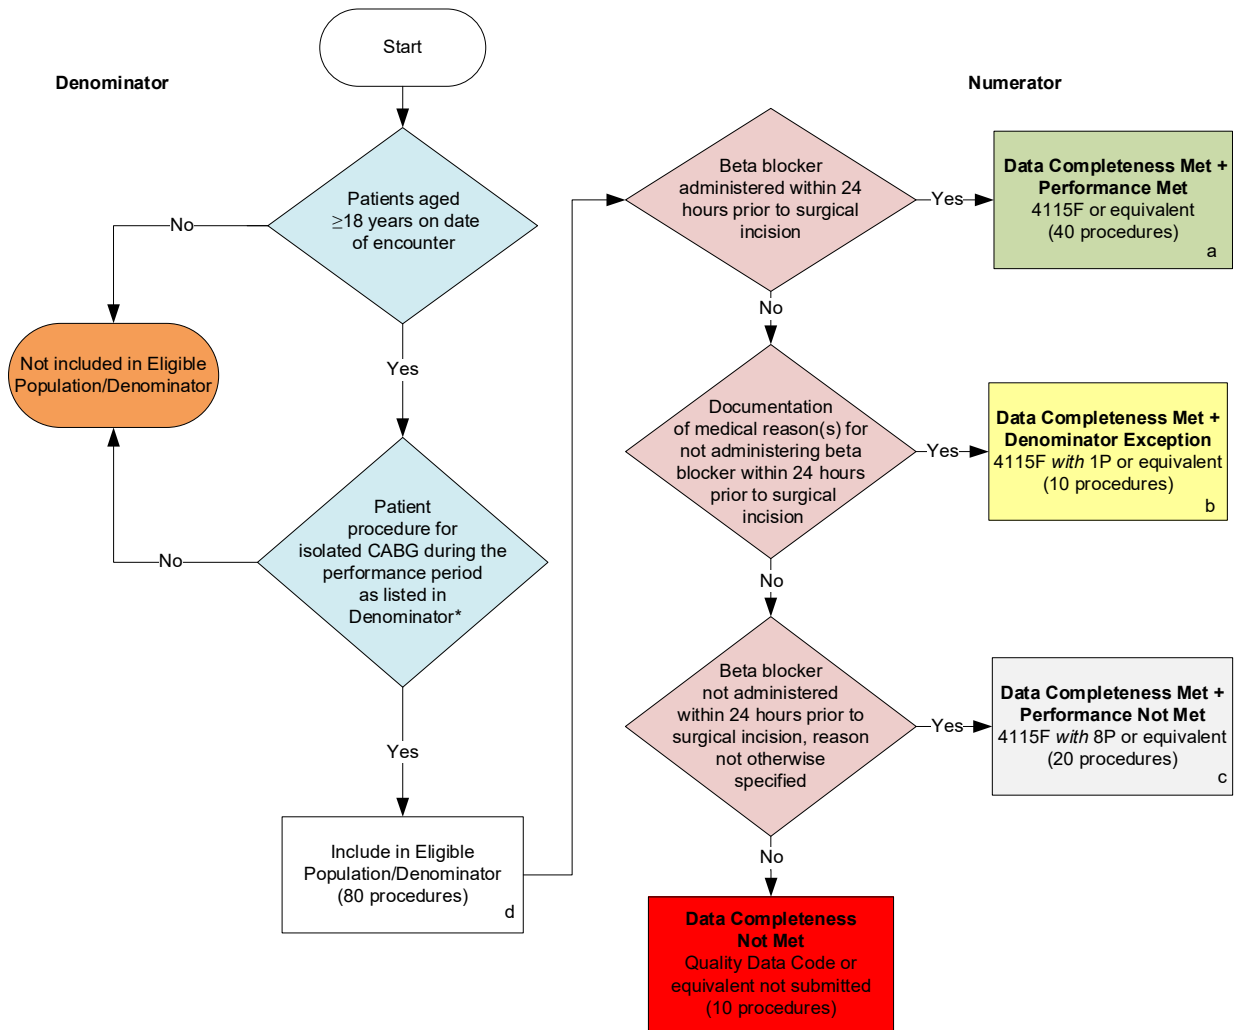 Start
Denominator
Patients aged
≥18 years on date
of encounter
No
Yes
Not included in Eligible
Population/Denominator
Patient
procedure for
isolated CABG during the
performance period
as listed in
Denominator*
No
Yes
Include in Eligible
Population/Denominator
(80 procedures)
d
Numerator
Beta blocker
administered within 24
hours prior to surgical
incision
Yes
Data Completeness Met +
Performance Met
4115F or equivalent
(40 procedures)
a
No
Documentation
of medical reason(s) for
not administering beta
blocker within 24 hours
prior to surgical
incision
Yes
Data Completeness Met +
Denominator Exception
4115F with 1P or equivalent
(10 procedures)
b
No
Beta blocker
not administered
within 24 hours prior to
surgical incision, reason
not otherwise
specified
Yes
Data Completeness Met +
Performance Not Met
4115F with 8P or equivalent
(20 procedures)
c
No
Data Completeness
Not Met
Quality Data Code or
equivalent not submitted
(10 procedures)